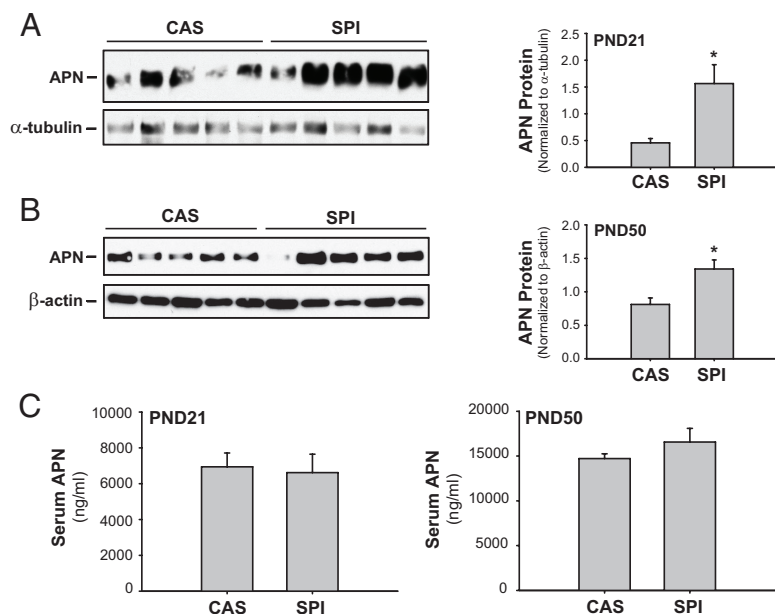 A
CAS SPI
APN
α-tubulin
PND21
APN Protein
(Normalized to α-tubulin)
2.5
2.0
1.5
1.0
0.5
0.0
*
CAS SPI
B
CAS SPI
APN
β-actin
PND50
APN Protein
(Normalized to β-actin)
2.0
1.5
1.0
0.5
0.0
*
CAS SPI
C
PND21
Serum APN
(ng/ml)
10000
8000
6000
4000
2000
0
CAS SPI
PND50
Serum APN
(ng/ml)
20000
15000
10000
5000
0
CAS SPI